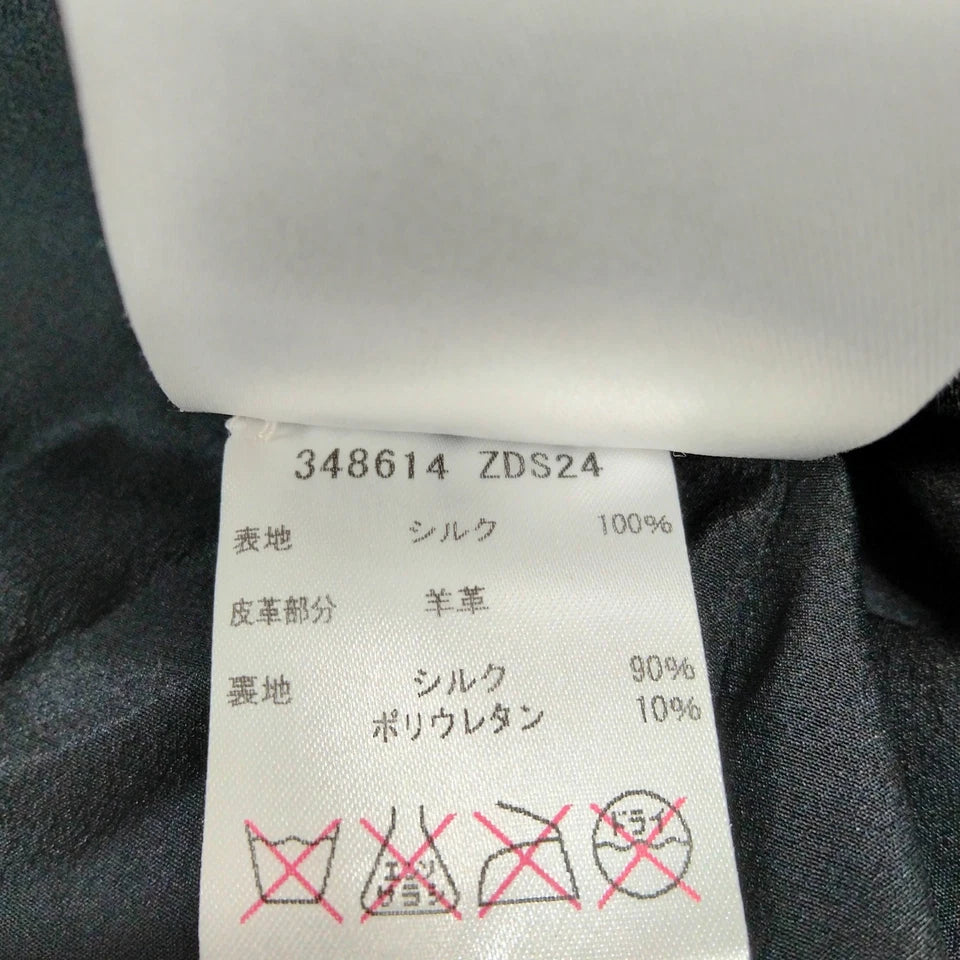 348614 ZDS24
表地 シルク 100%
皮革部分 羊革
裏地 シルク 90%
ポリウレタン 10%
エンソ
サラシ
ドライ